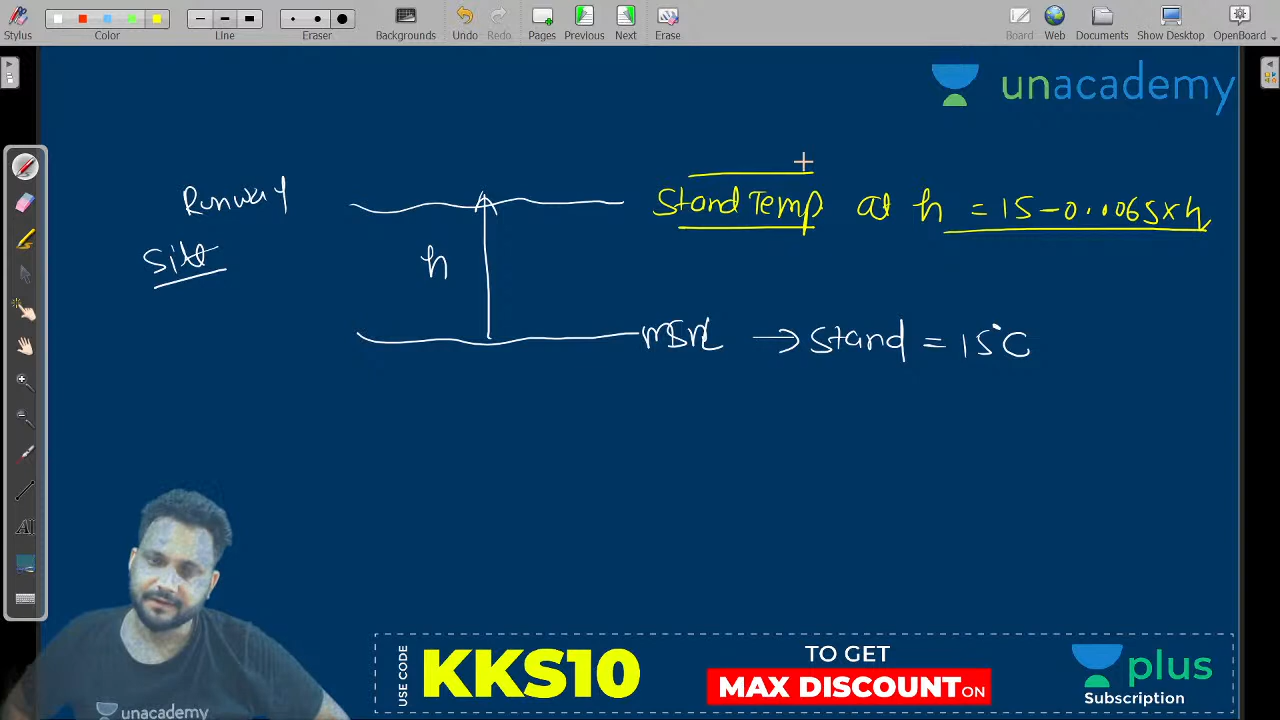 Stylus
Color
Line
Eraser
Backgrounds
Undo
Redo
Pages
Previous
Next
Erase
Board
Web
Documents
Show Desktop
OpenBoard
unacademy
Runway
Site
h
Stand Temp at h = 15-0.0065xh
MSL → Stand = 15°C
unacademy
USE CODE
KKS10
TO GET
MAX DISCOUNT ON
plus
Subscription